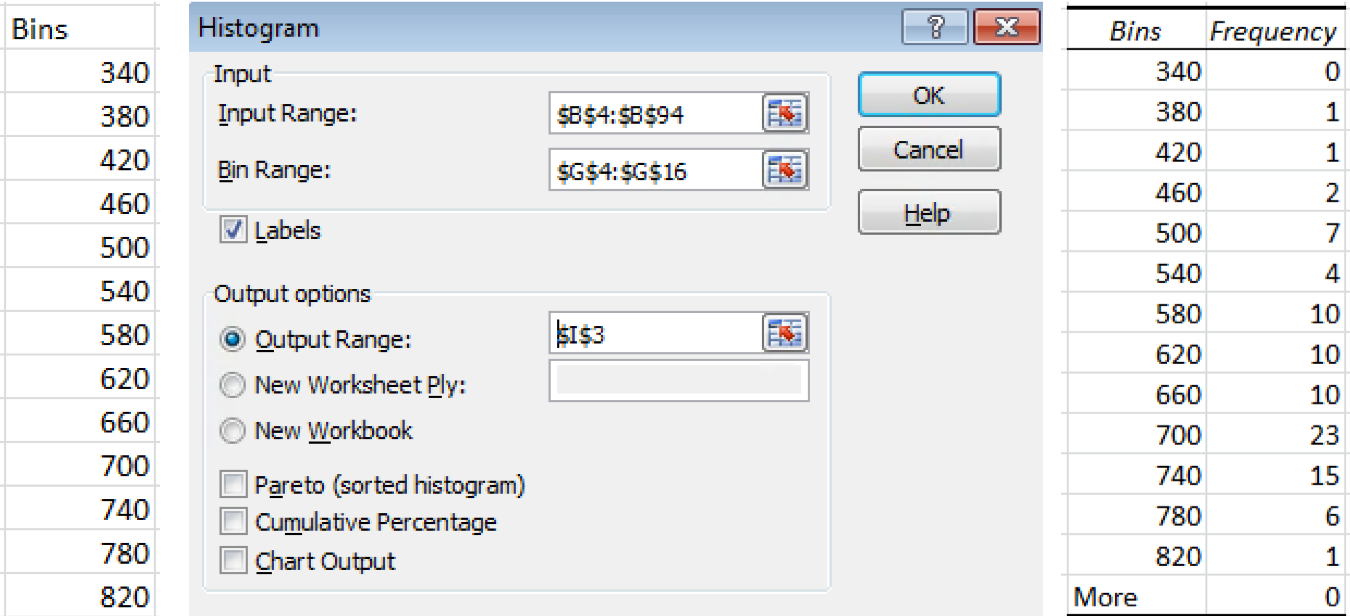 Bins
340
380
420
460
500
540
580
620
660
700
740
780
820
Histogram
?
Input
Input Range: $B$4:$B$94
Bin Range: $G$4:$G$16
Labels
OK
Cancel
Help
Output options
Output Range: $I$3
New Worksheet Ply:
New Workbook
Pareto (sorted histogram)
Cumulative Percentage
Chart Output
Bins Frequency
340 0
380 1
420 1
460 2
500 7
540 4
580 10
620 10
660 10
700 23
740 15
780 6
820 1
More 0